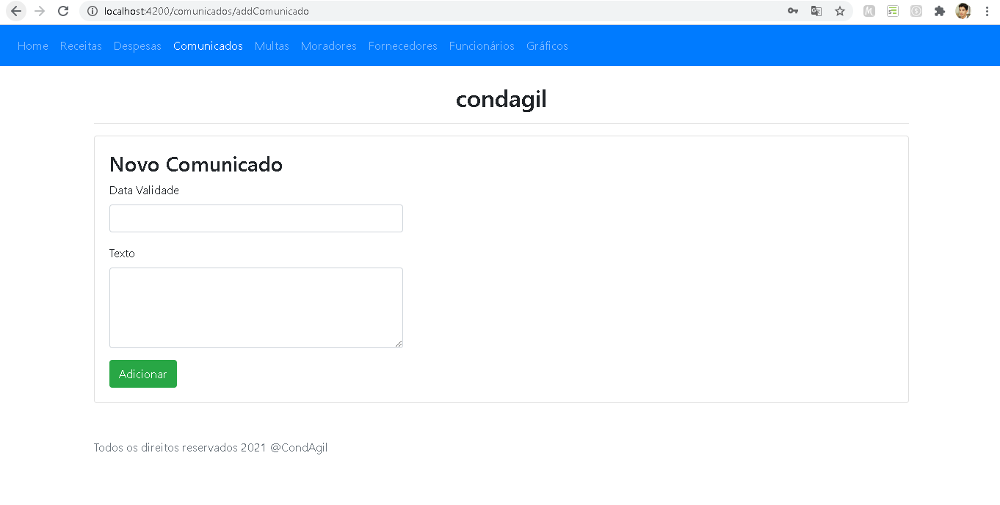 localhost:4200/comunicados/addComunicado
Home Receitas Despesas Comunicados Multas Moradores Fornecedores Funcionários Gráficos
condagil
Novo Comunicado
Data Validade
Texto
Adicionar
Todos os direitos reservados 2021 @CondAgil